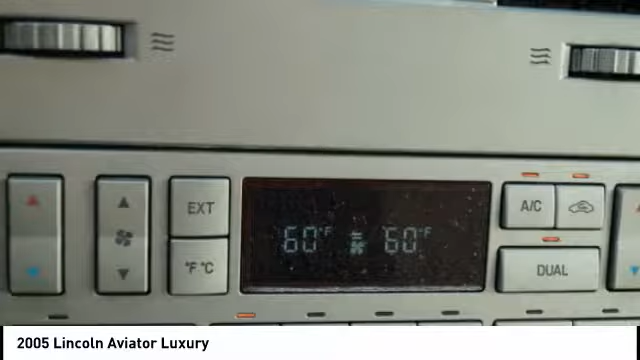 EXT
A/C
60°F 60°F
°F °C
DUAL
2005 Lincoln Aviator Luxury